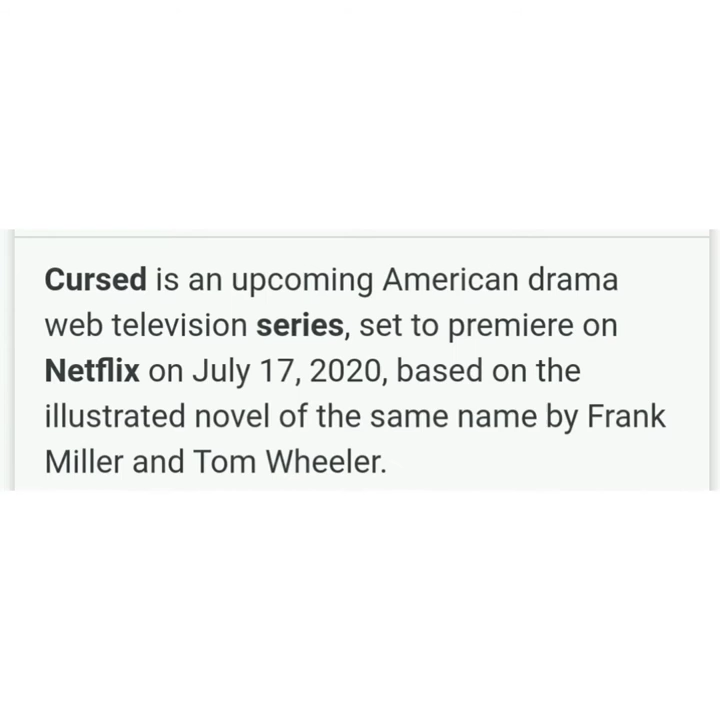 Cursed is an upcoming American drama
web television series, set to premiere on
Netflix on July 17, 2020, based on the
illustrated novel of the same name by Frank
Miller and Tom Wheeler.